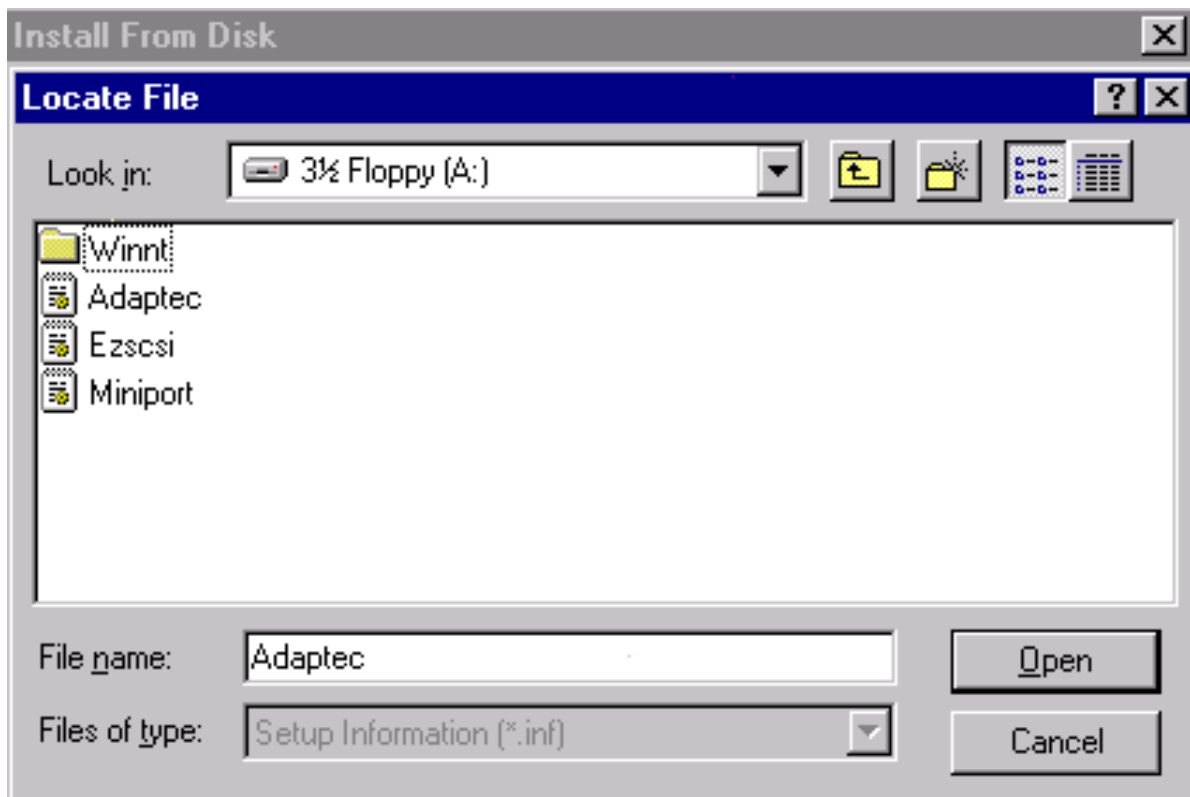 Install From Disk
Locate File
Look in: 3½ Floppy (A:)
Winnt
Adaptec
Ezscsi
Miniport
File name: Adaptec Open
Files of type: Setup Information (*.inf) Cancel